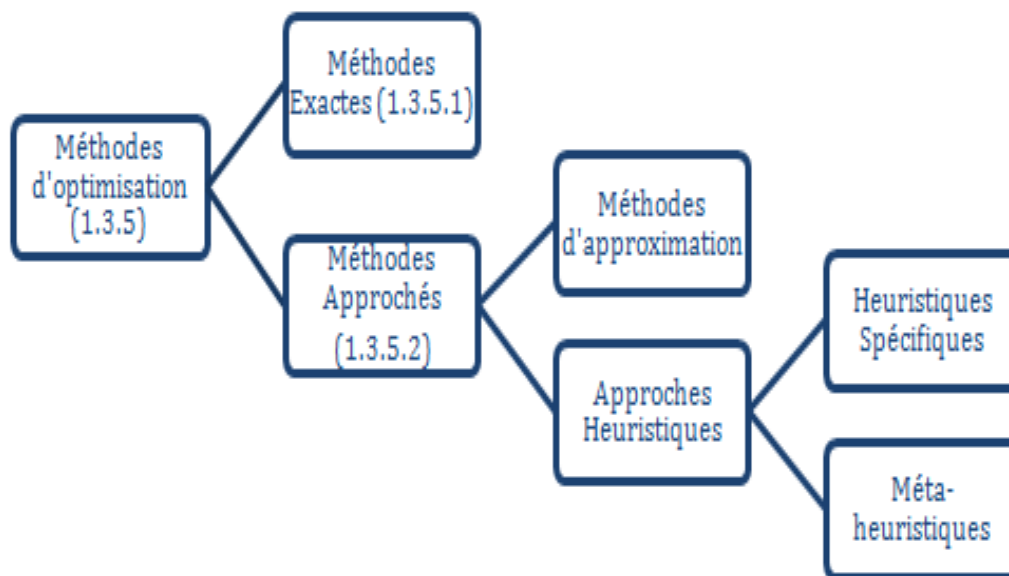 Méthodes
d'optimisation
(1.3.5)
Méthodes
Exactes (1.3.5.1)
Méthodes
Approchés
(1.3.5.2)
Méthodes
d'approximation
Approches
Heuristiques
Heuristiques
Spécifiques
Méta-
heuristiques